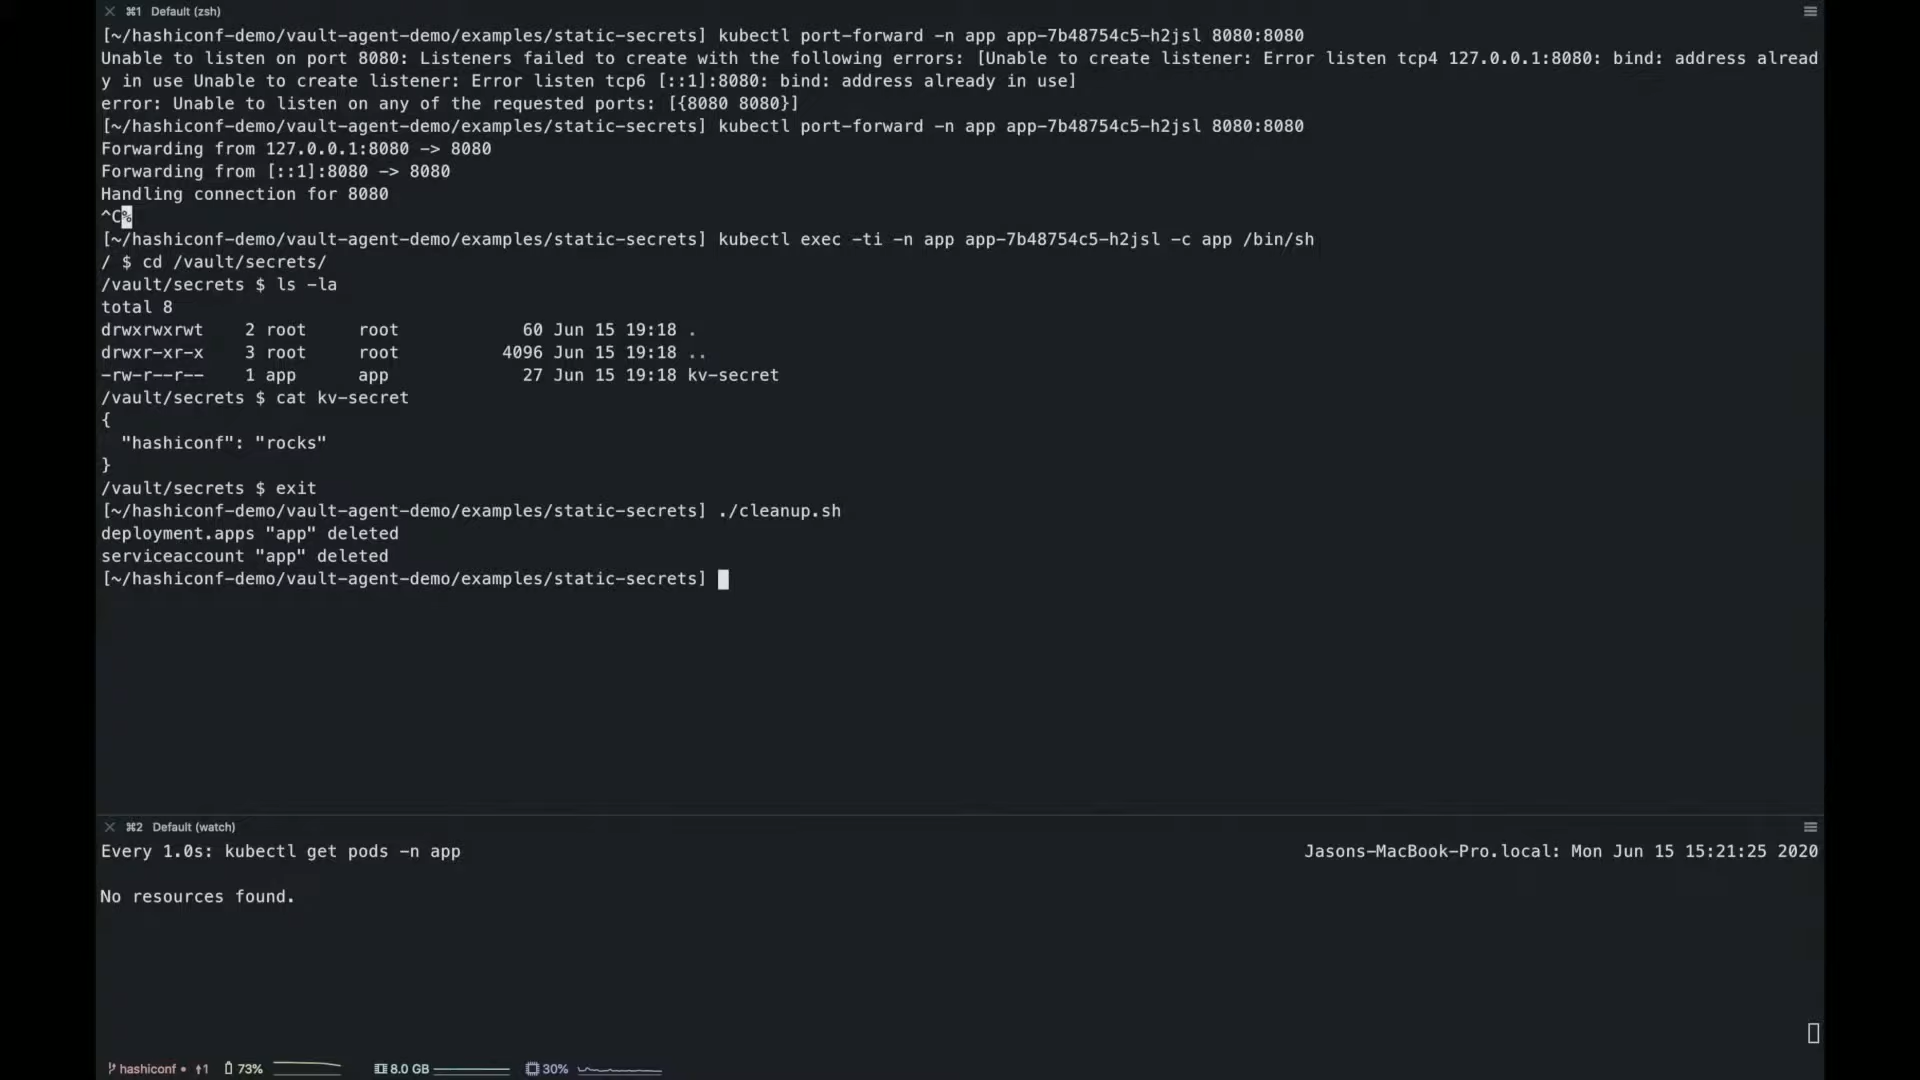 ⌘1 Default (zsh)
[~/hashiconf-demo/vault-agent-demo/examples/static-secrets] kubectl port-forward -n app app-7b48754c5-h2jsl 8080:8080
Unable to listen on port 8080: Listeners failed to create with the following errors: [Unable to create listener: Error listen tcp4 127.0.0.1:8080: bind: address alread
y in use Unable to create listener: Error listen tcp6 [::1]:8080: bind: address already in use]
error: Unable to listen on any of the requested ports: [{8080 8080}]
[~/hashiconf-demo/vault-agent-demo/examples/static-secrets] kubectl port-forward -n app app-7b48754c5-h2jsl 8080:8080
Forwarding from 127.0.0.1:8080 -> 8080
Forwarding from [::1]:8080 -> 8080
Handling connection for 8080
^C%
[~/hashiconf-demo/vault-agent-demo/examples/static-secrets] kubectl exec -ti -n app app-7b48754c5-h2jsl -c app /bin/sh
/ $ cd /vault/secrets/
/vault/secrets $ ls -la
total 8
drwxrwxrwt    2 root     root            60 Jun 15 19:18 .
drwxr-xr-x    3 root     root          4096 Jun 15 19:18 ..
-rw-r--r--    1 app      app             27 Jun 15 19:18 kv-secret
/vault/secrets $ cat kv-secret
{
  "hashiconf": "rocks"
}
/vault/secrets $ exit
[~/hashiconf-demo/vault-agent-demo/examples/static-secrets] ./cleanup.sh
deployment.apps "app" deleted
serviceaccount "app" deleted
[~/hashiconf-demo/vault-agent-demo/examples/static-secrets]
⌘2 Default (watch)
Every 1.0s: kubectl get pods -n app Jasons-MacBook-Pro.local: Mon Jun 15 15:21:25 2020
No resources found.
hashiconf • ↑1 73% 8.0 GB 30%